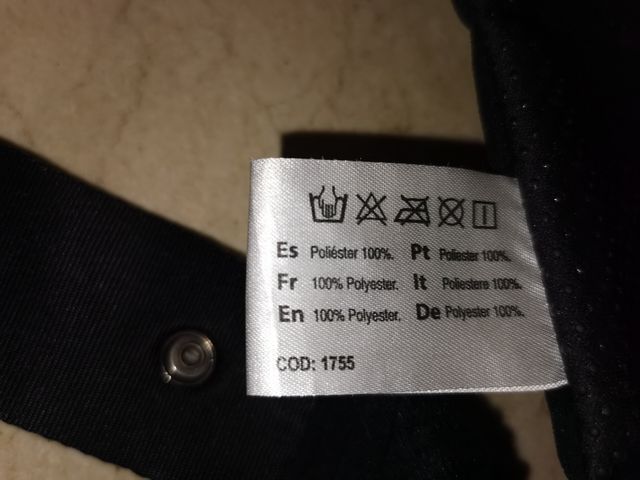 Es Poliéster 100%. Pt Poliester 100%.
Fr 100% Polyester. It Poliestere 100%.
En 100% Polyester. De Polyester 100%.
COD: 1755